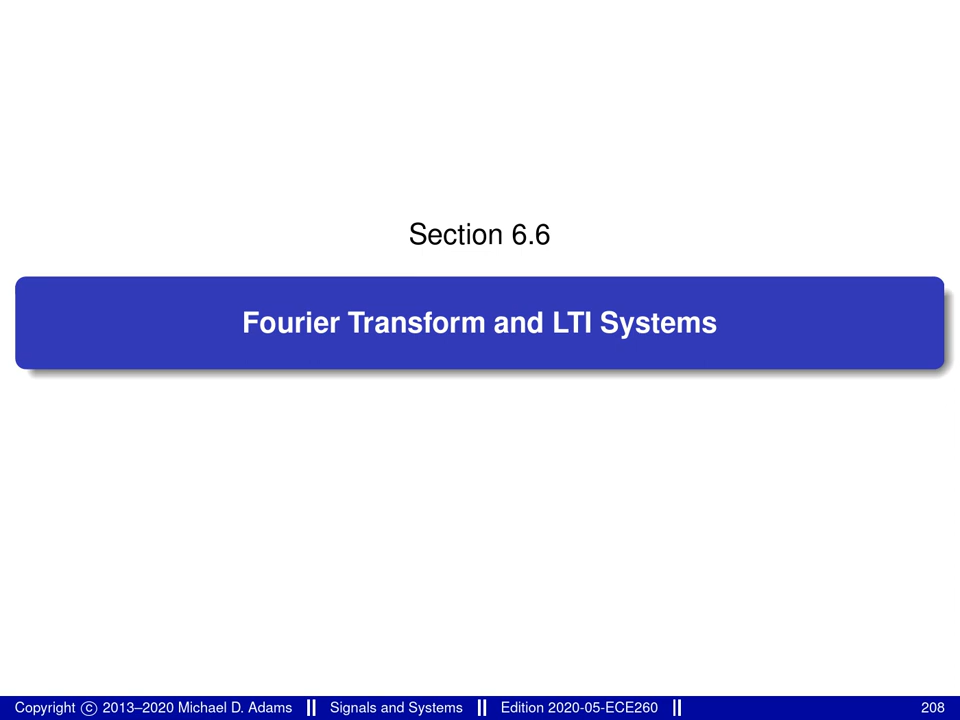 Section 6.6
Fourier Transform and LTI Systems
Copyright © 2013–2020 Michael D. Adams Signals and Systems Edition 2020-05-ECE260 208